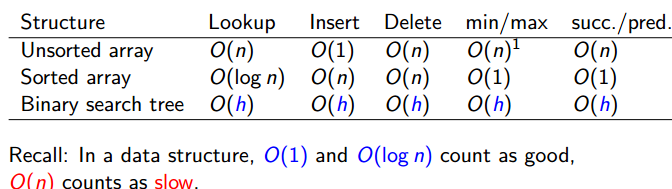 Structure Lookup Insert Delete min/max succ./pred.
Unsorted array O(n) O(1) O(n) O(n)¹ O(n)
Sorted array O(log n) O(n) O(n) O(1) O(1)
Binary search tree O(h) O(h) O(h) O(h) O(h)
Recall: In a data structure, O(1) and O(log n) count as good,
O(n) counts as slow.